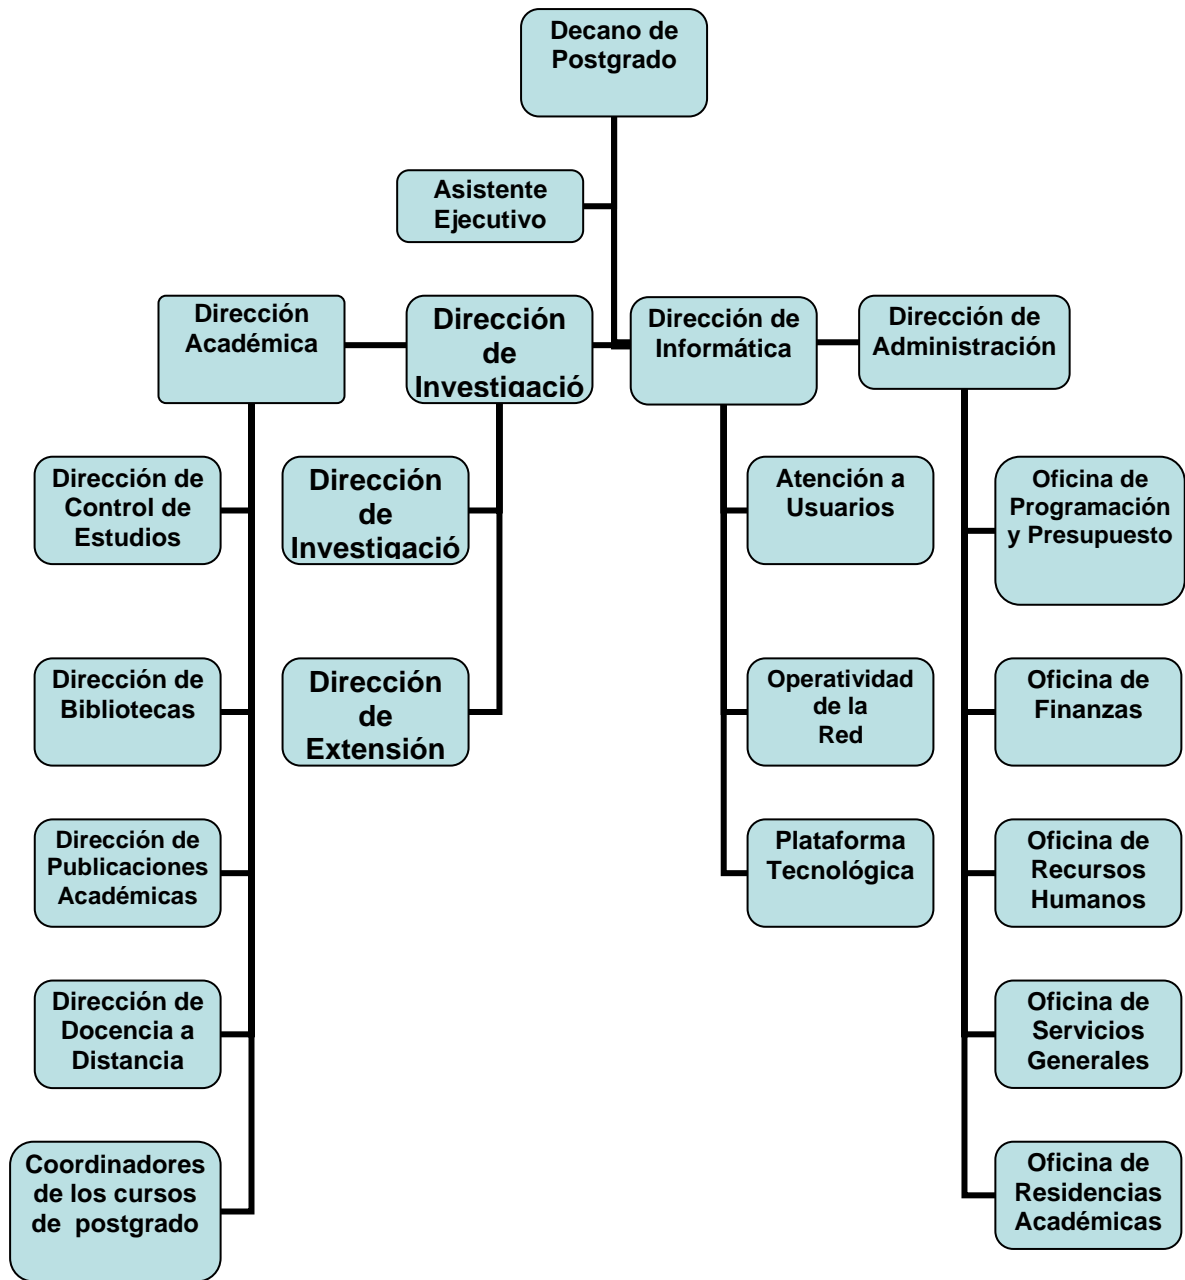 Decano de
Postgrado
Asistente
Ejecutivo
Dirección
Académica
Dirección
de
Investigació
Dirección de
Informática
Dirección de
Administración
Dirección de
Control de
Estudios
Dirección
de
Investigació
Atención a
Usuarios
Oficina de
Programación
y Presupuesto
Dirección de
Bibliotecas
Dirección
de
Extensión
Operatividad
de la
Red
Oficina de
Finanzas
Dirección de
Publicaciones
Académicas
Plataforma
Tecnológica
Oficina de
Recursos
Humanos
Dirección de
Docencia a
Distancia
Oficina de
Servicios
Generales
Coordinadores
de los cursos
de postgrado
Oficina de
Residencias
Académicas